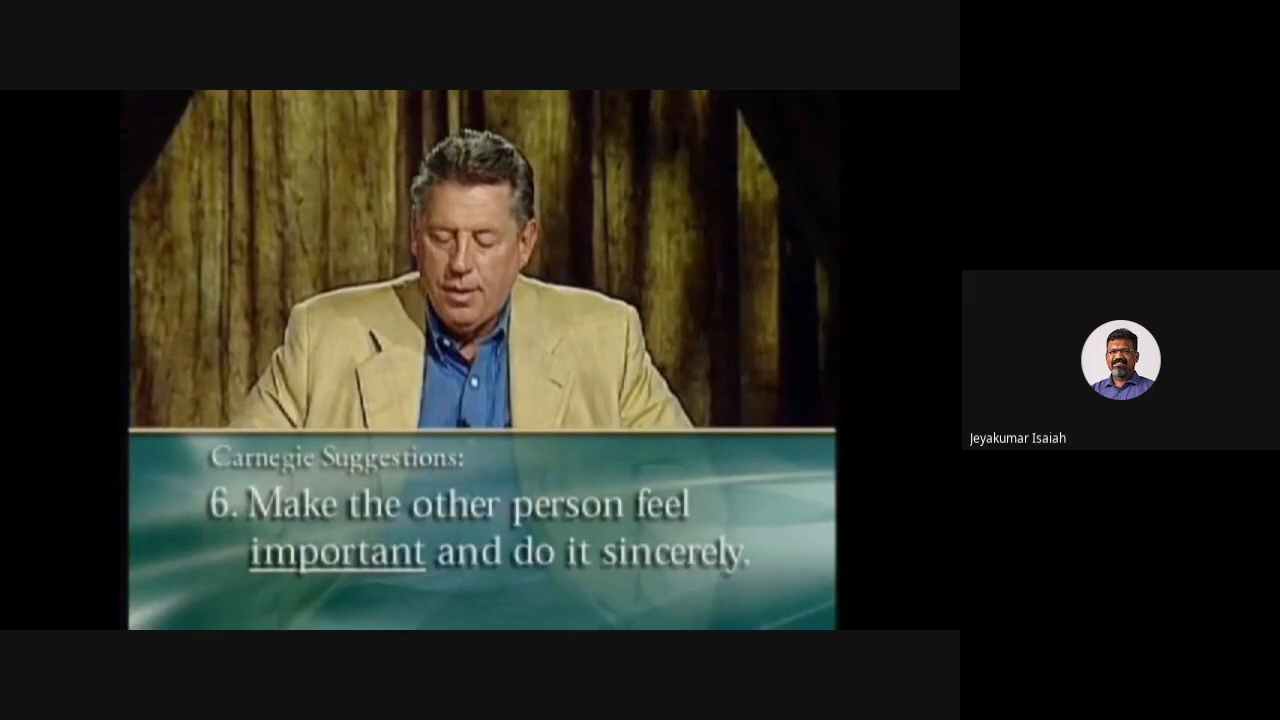 Carnegie Suggestions:
6. Make the other person feel
important and do it sincerely.
Jeyakumar Isaiah